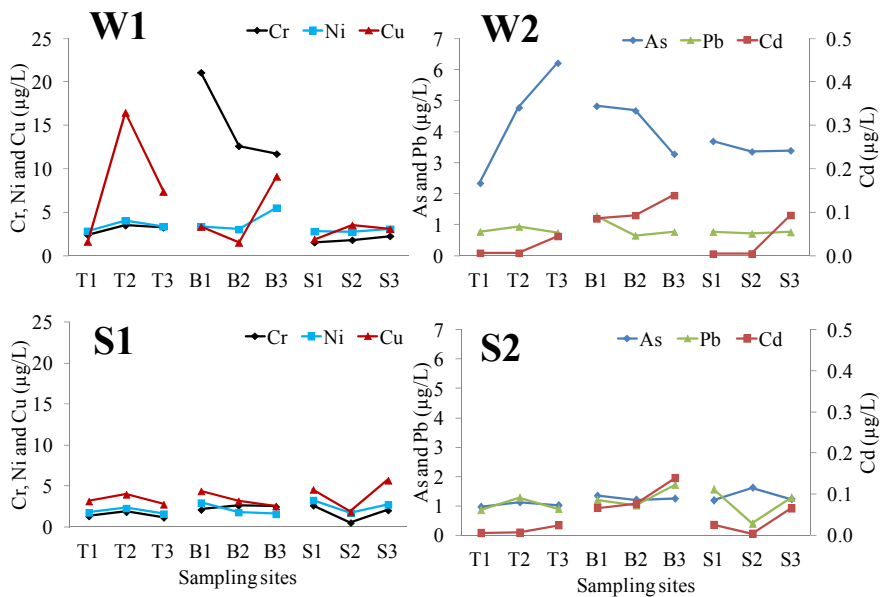 W1
Cr Ni Cu
Cr, Ni and Cu (µg/L)
25
20
15
10
5
0
T1 T2 T3 B1 B2 B3 S1 S2 S3
W2
As Pb Cd
As and Pb (µg/L)
7
6
5
4
3
2
1
0
0.5
0.4
0.3
0.2
0.1
0.0
Cd (µg/L)
T1 T2 T3 B1 B2 B3 S1 S2 S3
S1
Cr Ni Cu
Cr, Ni and Cu (µg/L)
25
20
15
10
5
0
T1 T2 T3 B1 B2 B3 S1 S2 S3
Sampling sites
S2
As Pb Cd
As and Pb (µg/L)
7
6
5
4
3
2
1
0
0.5
0.4
0.3
0.2
0.1
0.0
Cd (µg/L)
T1 T2 T3 B1 B2 B3 S1 S2 S3
Sampling sites